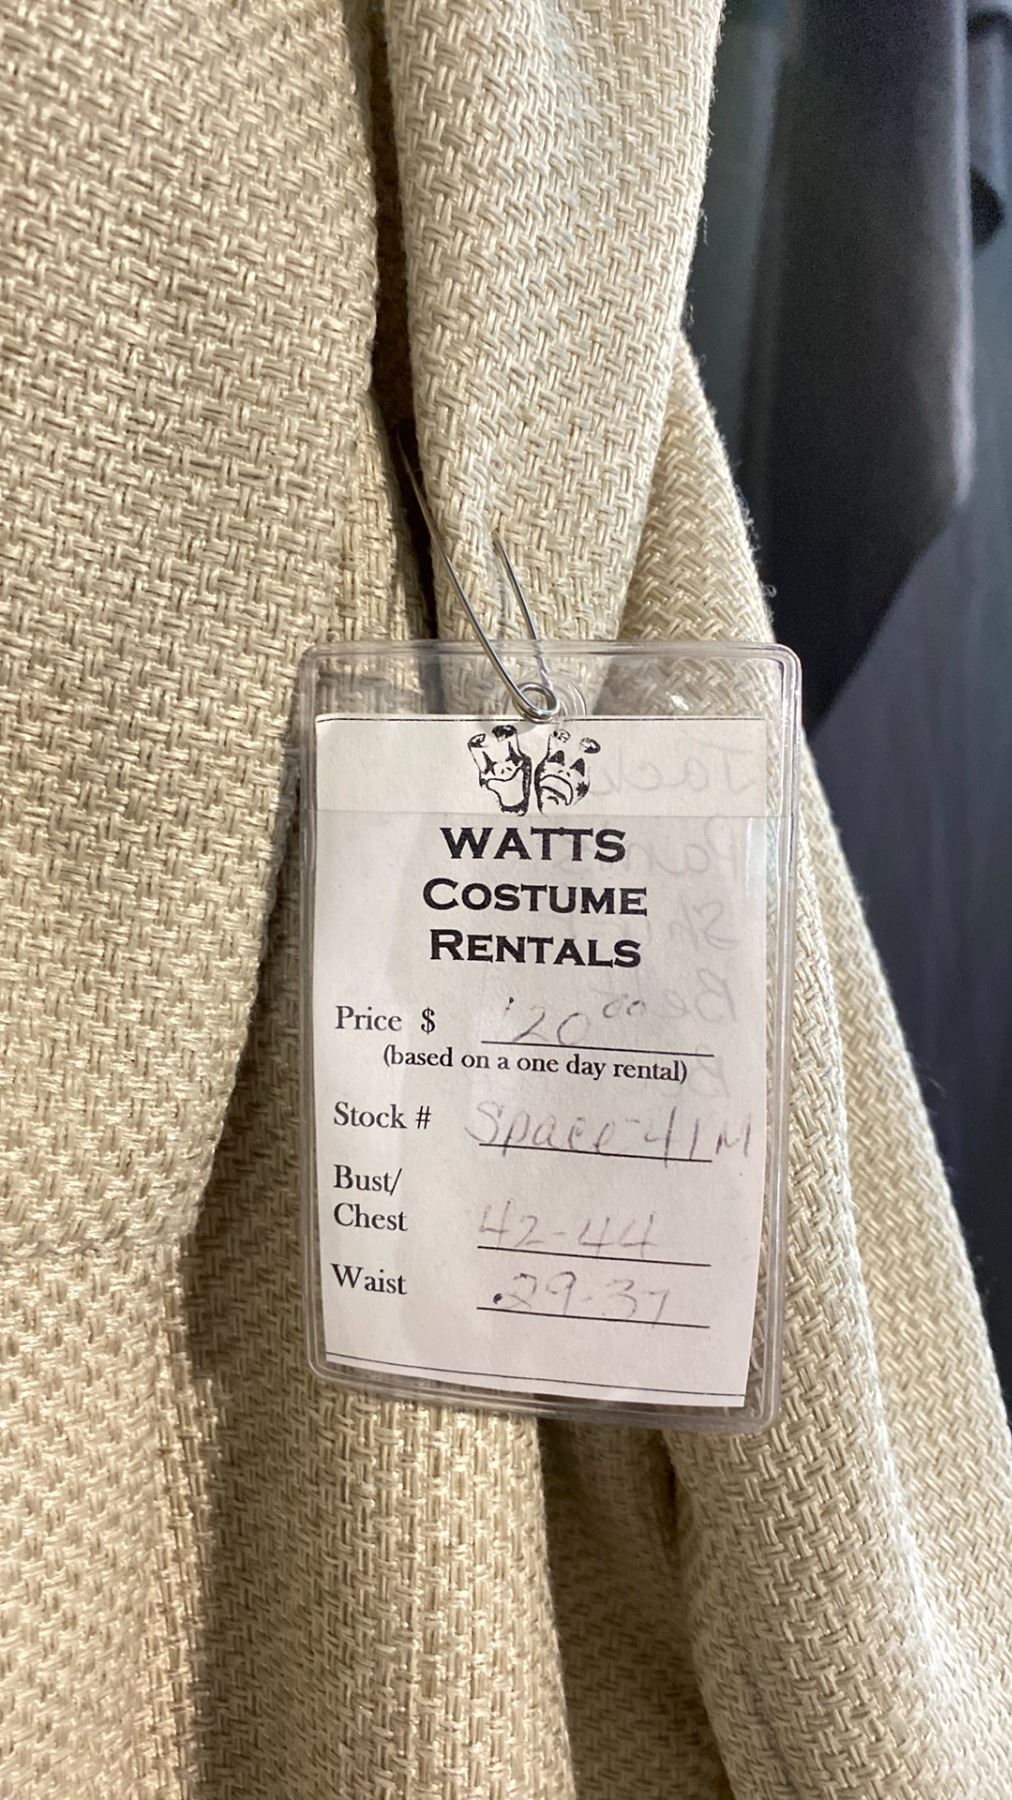 WATTS
COSTUME
RENTALS
Price $ 20 00
(based on a one day rental)
Stock # Space-41M
Bust/
Chest 42-44
Waist 29-37